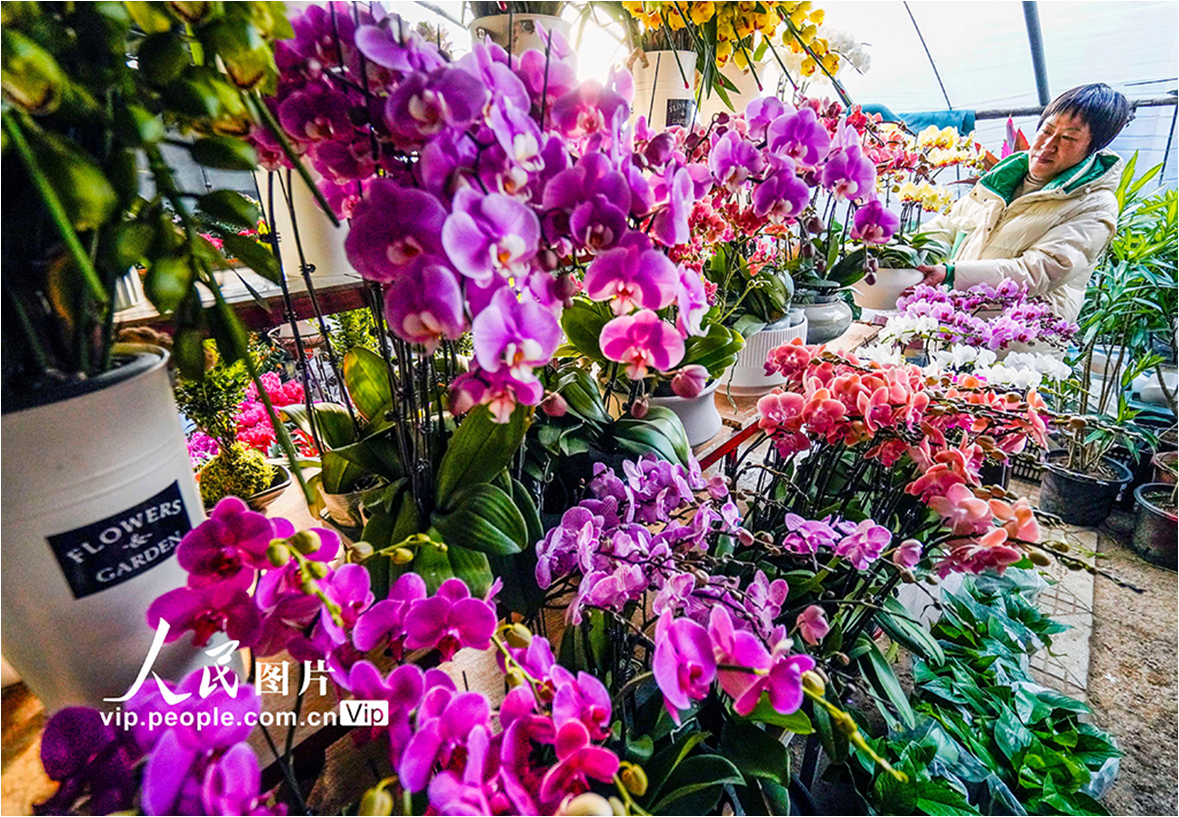 FLOWERS
-&-
GARDEN
人民图片
vip.people.com.cn Vip